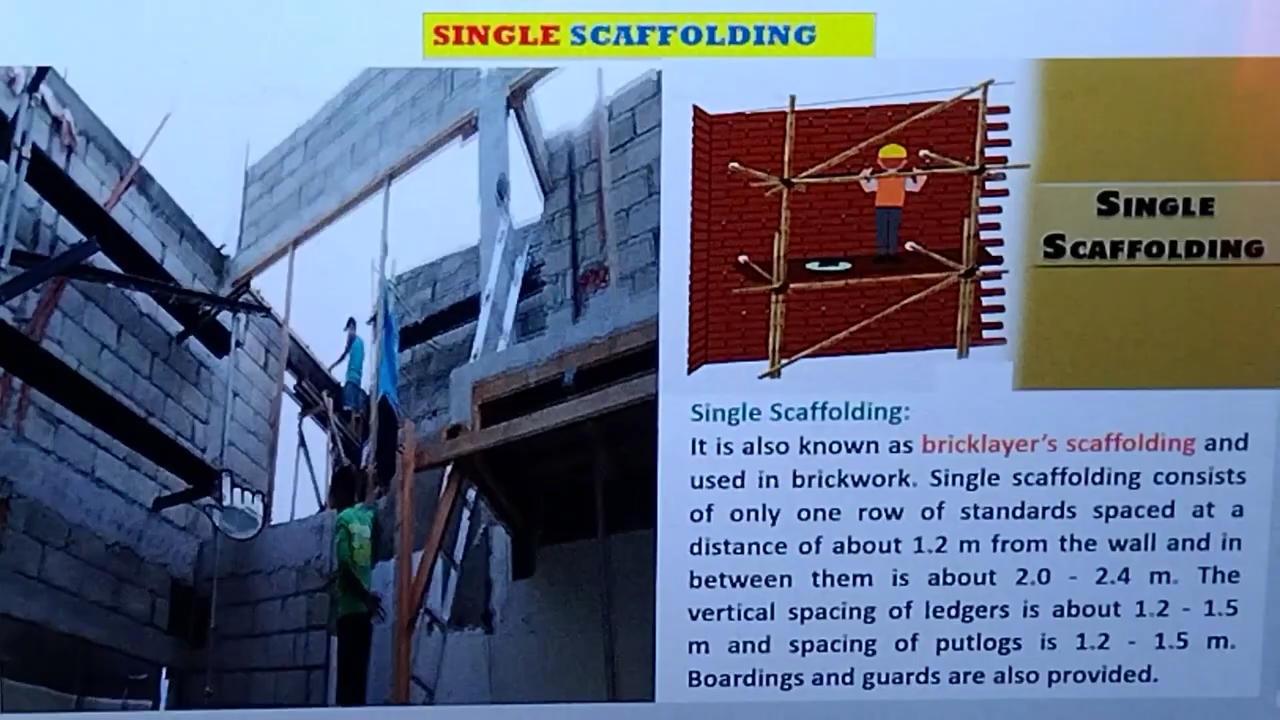 SINGLE SCAFFOLDING
SINGLE
SCAFFOLDING
Single Scaffolding:
It is also known as bricklayer's scaffolding and
used in brickwork. Single scaffolding consists
of only one row of standards spaced at a
distance of about 1.2 m from the wall and in
between them is about 2.0 - 2.4 m. The
vertical spacing of ledgers is about 1.2 - 1.5
m and spacing of putlogs is 1.2 - 1.5 m.
Boardings and guards are also provided.